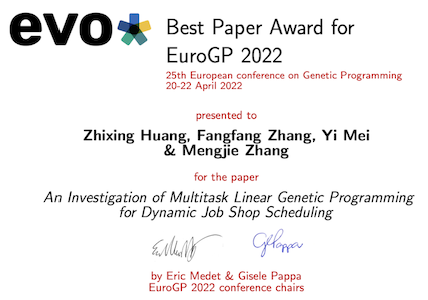 evo*
Best Paper Award for
EuroGP 2022
25th European conference on Genetic Programming
20-22 April 2022
presented to
Zhixing Huang, Fangfang Zhang, Yi Mei
& Mengjie Zhang
for the paper
An Investigation of Multitask Linear Genetic Programming
for Dynamic Job Shop Scheduling
by Eric Medet & Gisele Pappa
EuroGP 2022 conference chairs